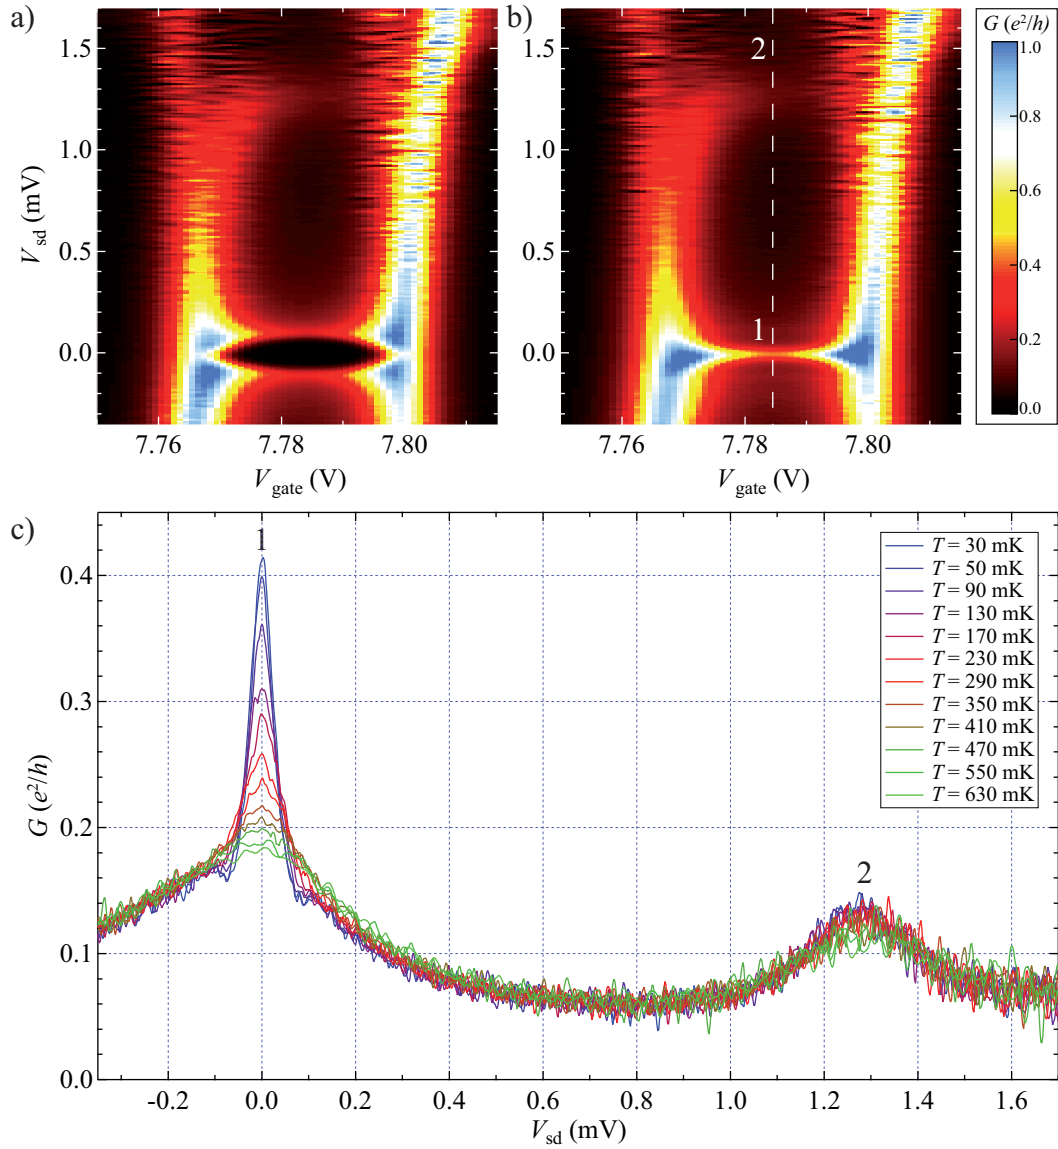 a)
b)
G (e²/h)
1.5
1.0
0.5
0.0
V_sd (mV)
7.76
7.78
7.80
V_gate (V)
1.5
1.0
0.5
0.0
2
1
7.76
7.78
7.80
V_gate (V)
1.0
0.8
0.6
0.4
0.2
0.0
c)
1
2
0.4
0.3
0.2
0.1
0.0
G (e²/h)
T = 30 mK
T = 50 mK
T = 90 mK
T = 130 mK
T = 170 mK
T = 230 mK
T = 290 mK
T = 350 mK
T = 410 mK
T = 470 mK
T = 550 mK
T = 630 mK
-0.2 0.0 0.2 0.4 0.6 0.8 1.0 1.2 1.4 1.6
V_sd (mV)